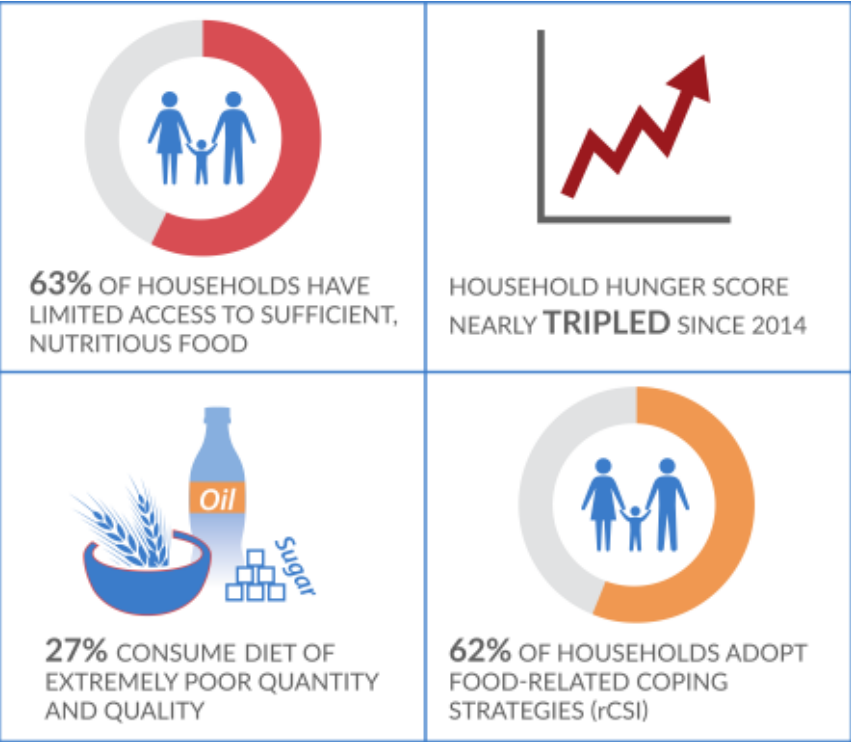 63% OF HOUSEHOLDS HAVE
LIMITED ACCESS TO SUFFICIENT,
NUTRITIOUS FOOD
HOUSEHOLD HUNGER SCORE
NEARLY TRIPLED SINCE 2014
Oil
Sugar
27% CONSUME DIET OF
EXTREMELY POOR QUANTITY
AND QUALITY
62% OF HOUSEHOLDS ADOPT
FOOD-RELATED COPING
STRATEGIES (rCSI)